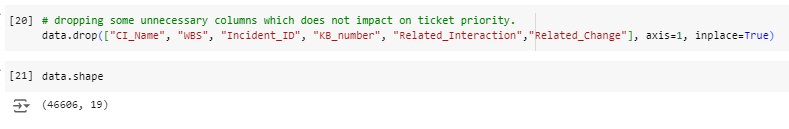 [20] # dropping some unnecessary columns which does not impact on ticket priority.
data.drop(["CI_Name", "WBS", "Incident_ID", "KB_number", "Related_Interaction","Related_Change"], axis=1, inplace=True)
[21] data.shape
(46606, 19)